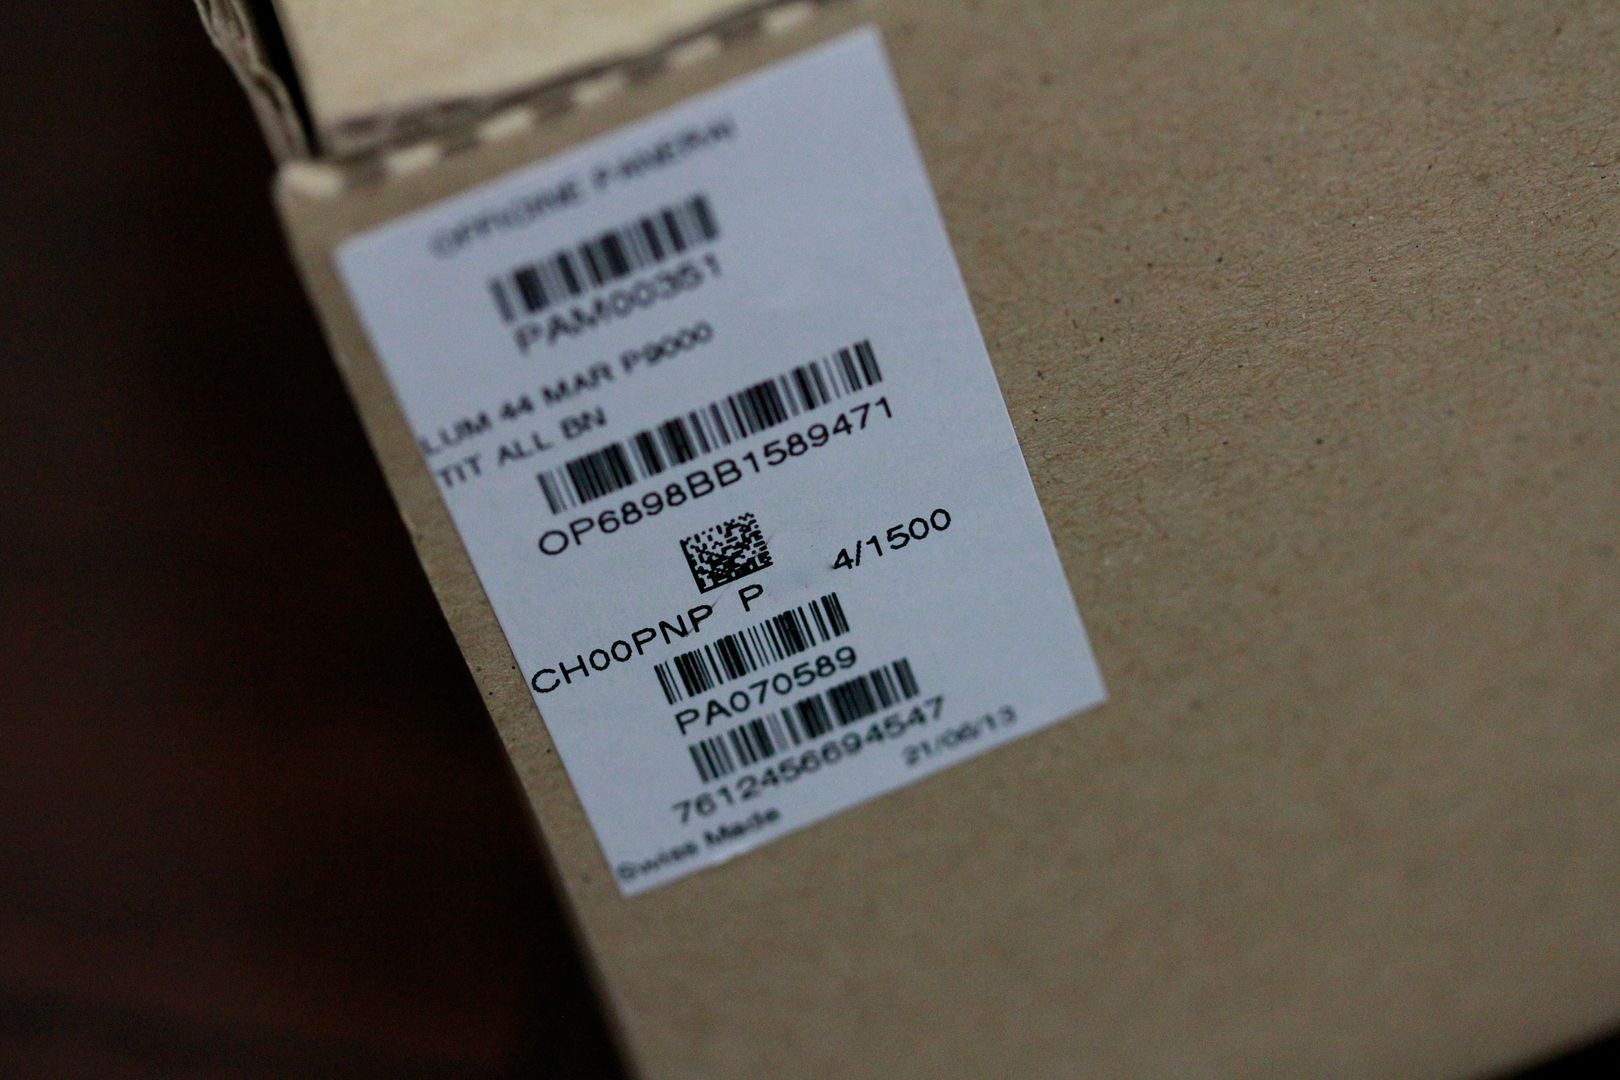 OFFICINE PANERAI
PAM00351
LUM 44 MAR P9000
TIT ALL BN
OP6898BB1589471
4/1500
CH00PNP P
PA070589
7612456694547
21/06/13
Swiss Made